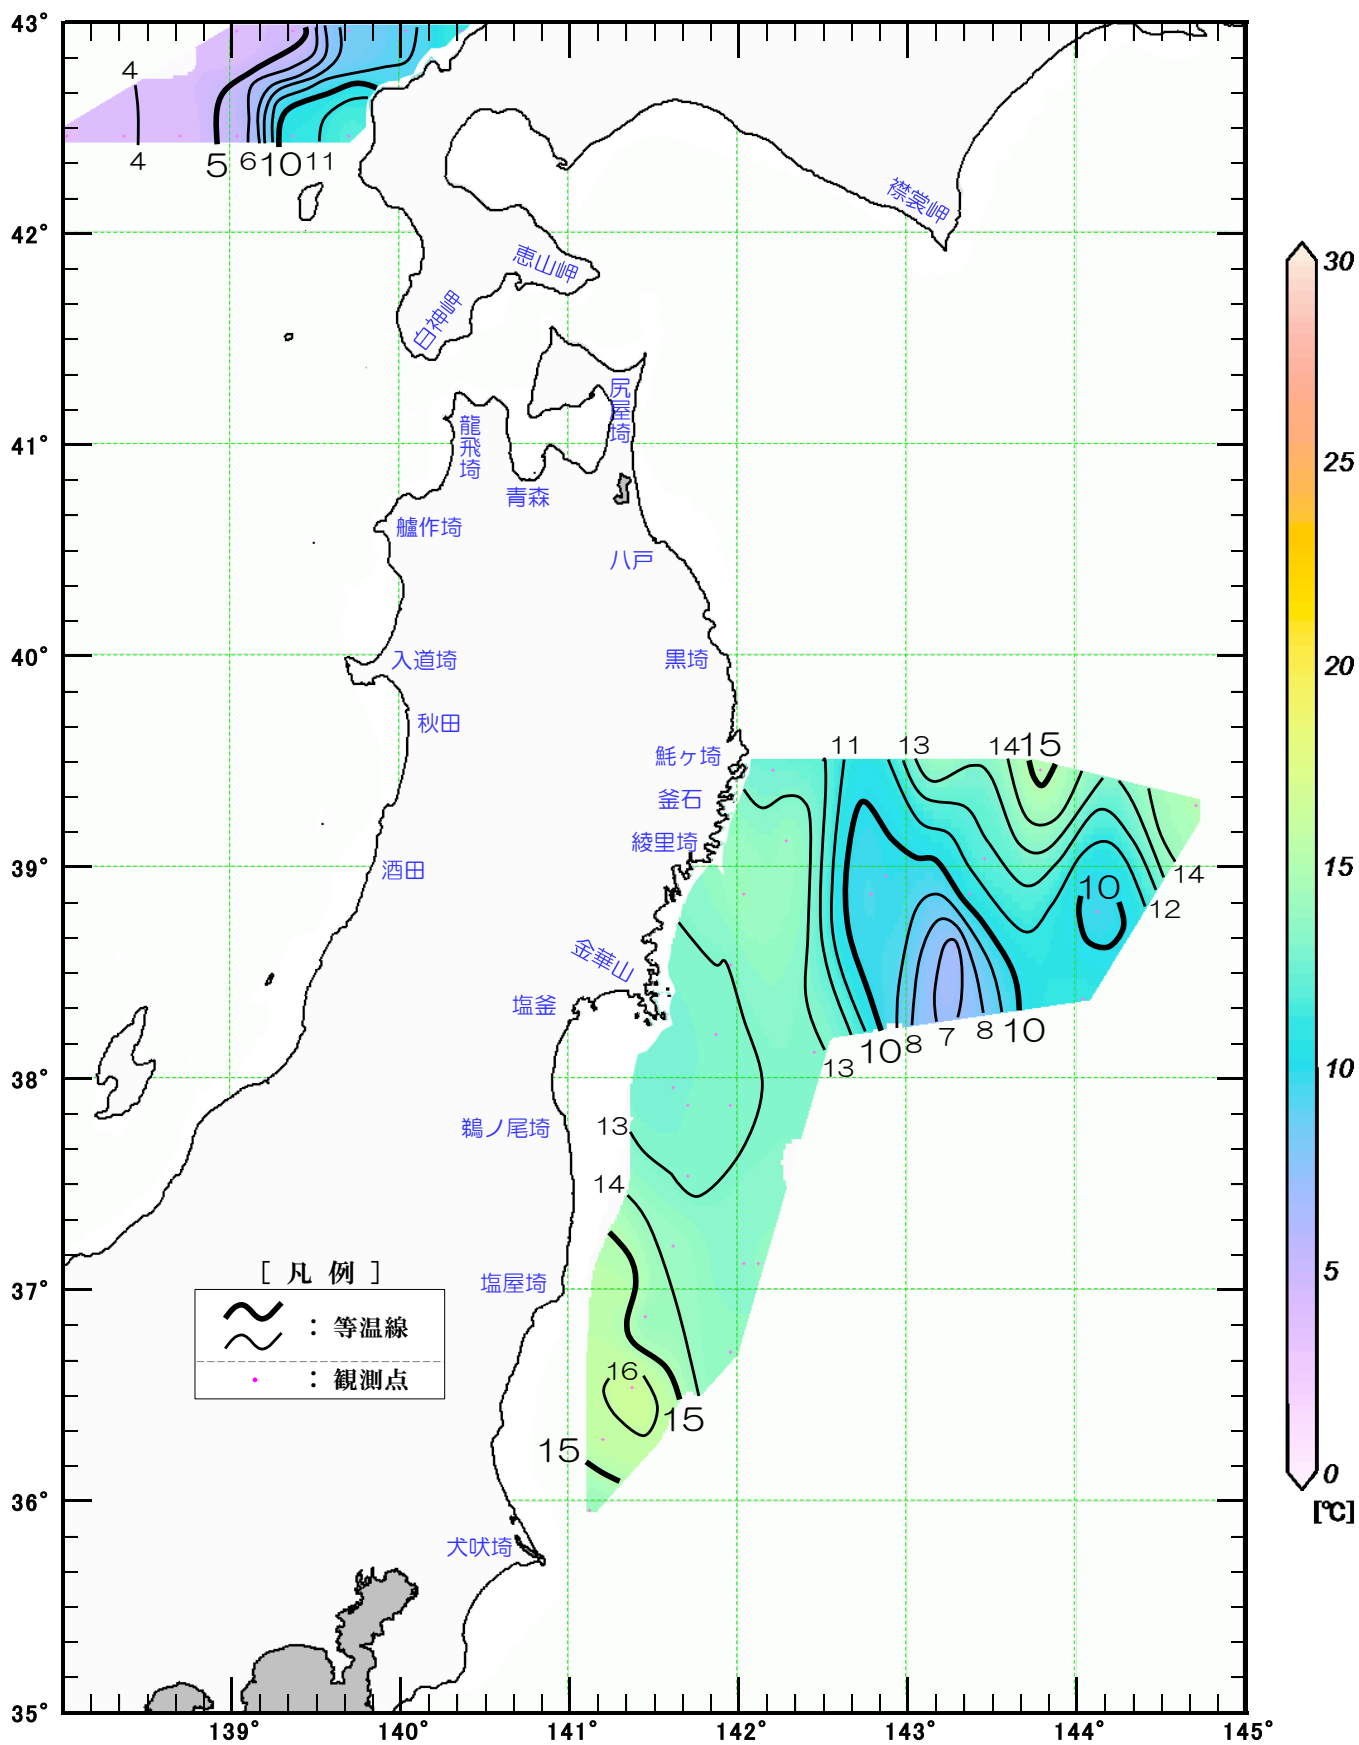 43°
4
4
5
6
10
11
襟裳岬
42°
恵山岬
白神岬
30
尻屋埼
龍飛埼
41°
25
青森
艫作埼
八戸
40°
入道埼
黒埼
20
秋田
魹ヶ埼
11
13
14
15
釜石
綾里埼
39°
酒田
14
15
10
12
金華山
塩釜
13
10
8
7
8
10
10
38°
鵜ノ尾埼
13
14
[ 凡 例 ]
塩屋埼
37°
5
: 等温線
: 観測点
16
15
15
0
[℃]
36°
犬吠埼
35°
139°
140°
141°
142°
143°
144°
145°